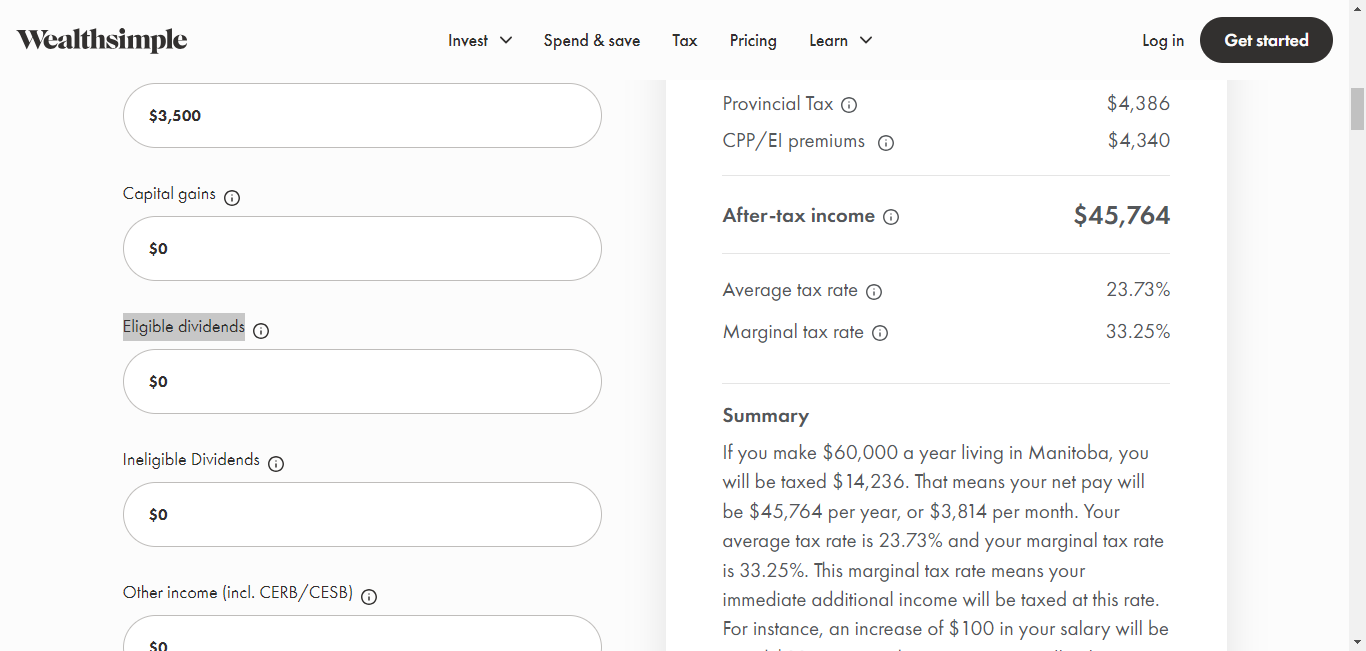 Wealthsimple
Invest
Spend & save
Tax
Pricing
Learn
Log in
Get started
$3,500
Capital gains
$0
Eligible dividends
$0
Ineligible Dividends
$0
Other income (incl. CERB/CESB)
$0
Provincial Tax $4,386
CPP/EI premiums $4,340
After-tax income $45,764
Average tax rate 23.73%
Marginal tax rate 33.25%
Summary
If you make $60,000 a year living in Manitoba, you
will be taxed $14,236. That means your net pay will
be $45,764 per year, or $3,814 per month. Your
average tax rate is 23.73% and your marginal tax rate
is 33.25%. This marginal tax rate means your
immediate additional income will be taxed at this rate.
For instance, an increase of $100 in your salary will be